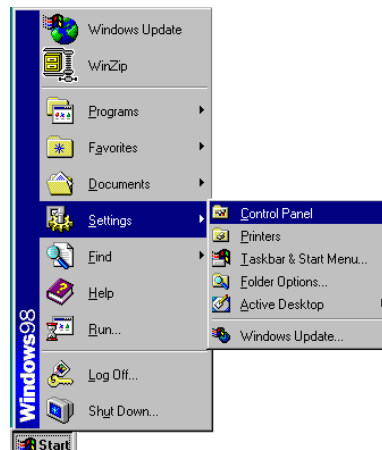 Windows Update
WinZip
Programs
Favorites
Documents
Settings
Find
Help
Run...
Log Off...
Shut Down...
Control Panel
Printers
Taskbar & Start Menu...
Folder Options...
Active Desktop
Windows Update...
Windows98
Start